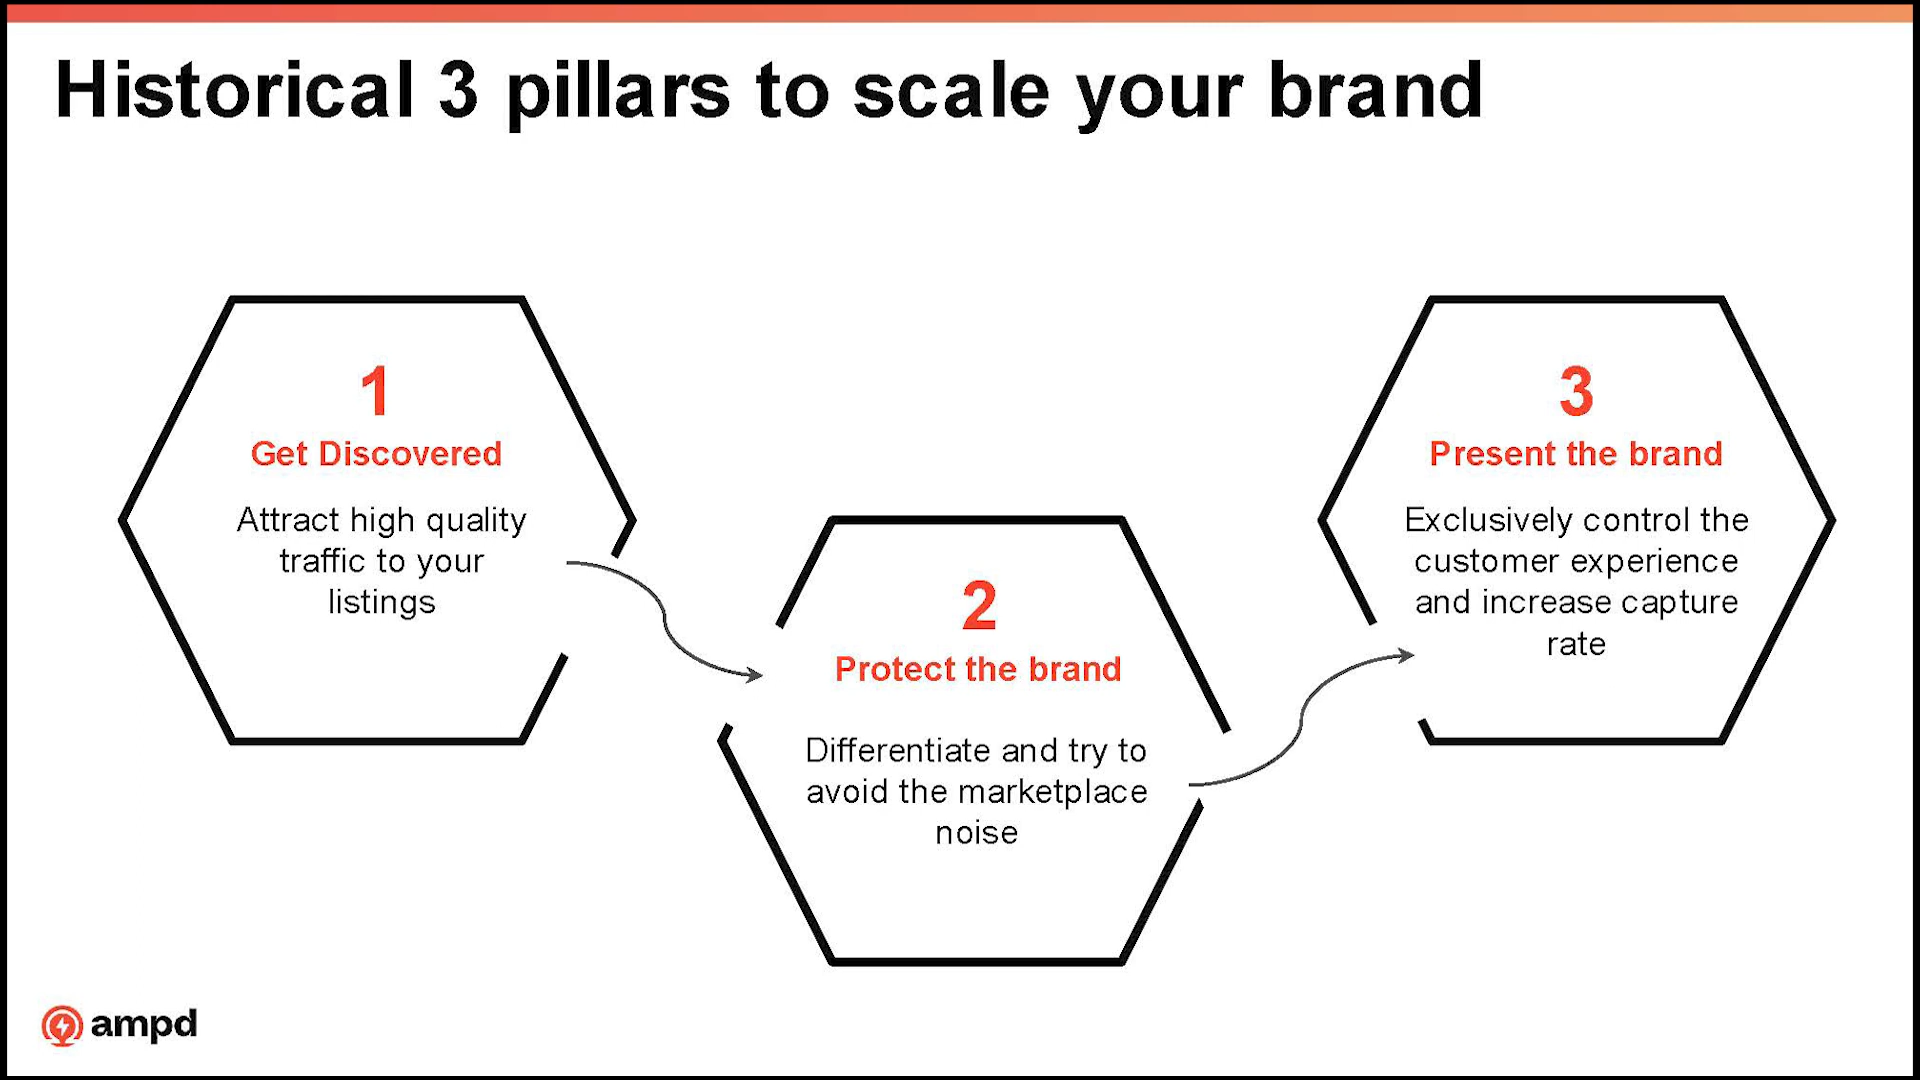 Historical 3 pillars to scale your brand
1
Get Discovered
Attract high quality
traffic to your
listings
2
Protect the brand
Differentiate and try to
avoid the marketplace
noise
3
Present the brand
Exclusively control the
customer experience
and increase capture
rate
ampd